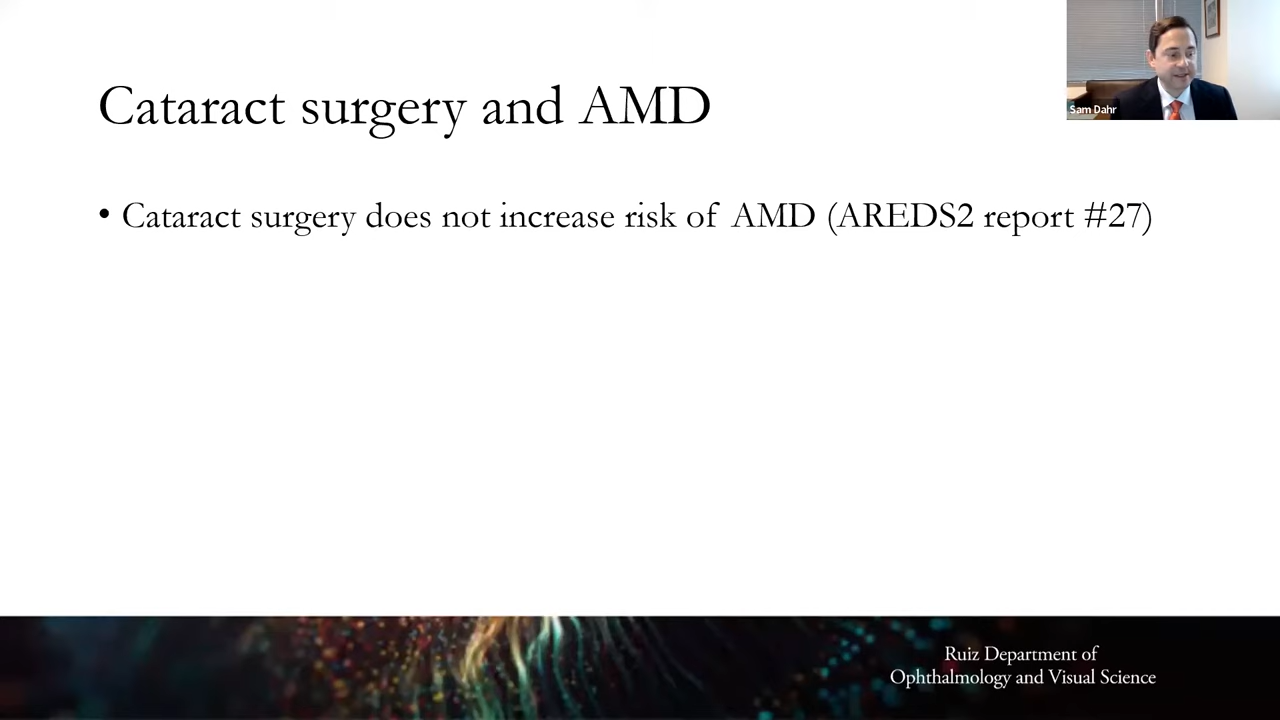 Cataract surgery and AMD
Sam Dahr
• Cataract surgery does not increase risk of AMD (AREDS2 report #27)
Ruiz Department of
Ophthalmology and Visual Science